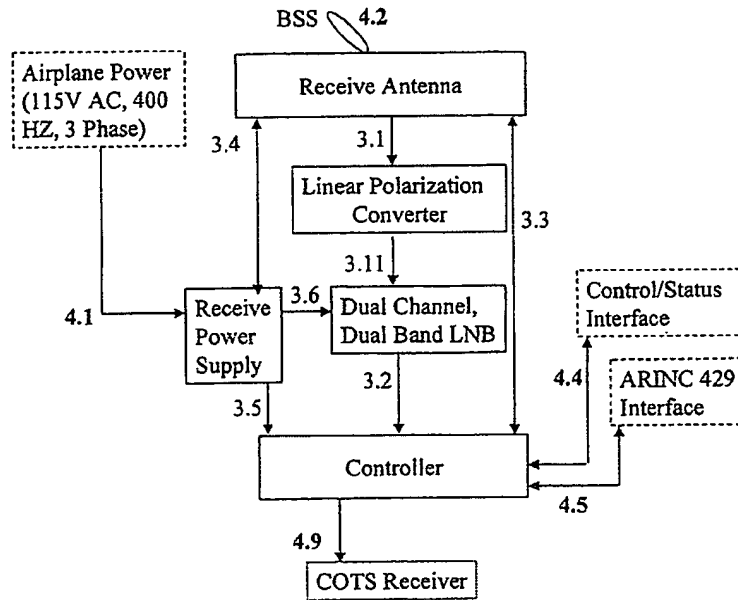 BSS
4.2
Airplane Power
(115V AC, 400
HZ, 3 Phase)
Receive Antenna
3.4
3.1
Linear Polarization
Converter
3.3
3.11
4.1
Receive
Power
Supply
3.6
Dual Channel,
Dual Band LNB
Control/Status
Interface
3.5
3.2
4.4
ARINC 429
Interface
Controller
4.5
4.9
COTS Receiver